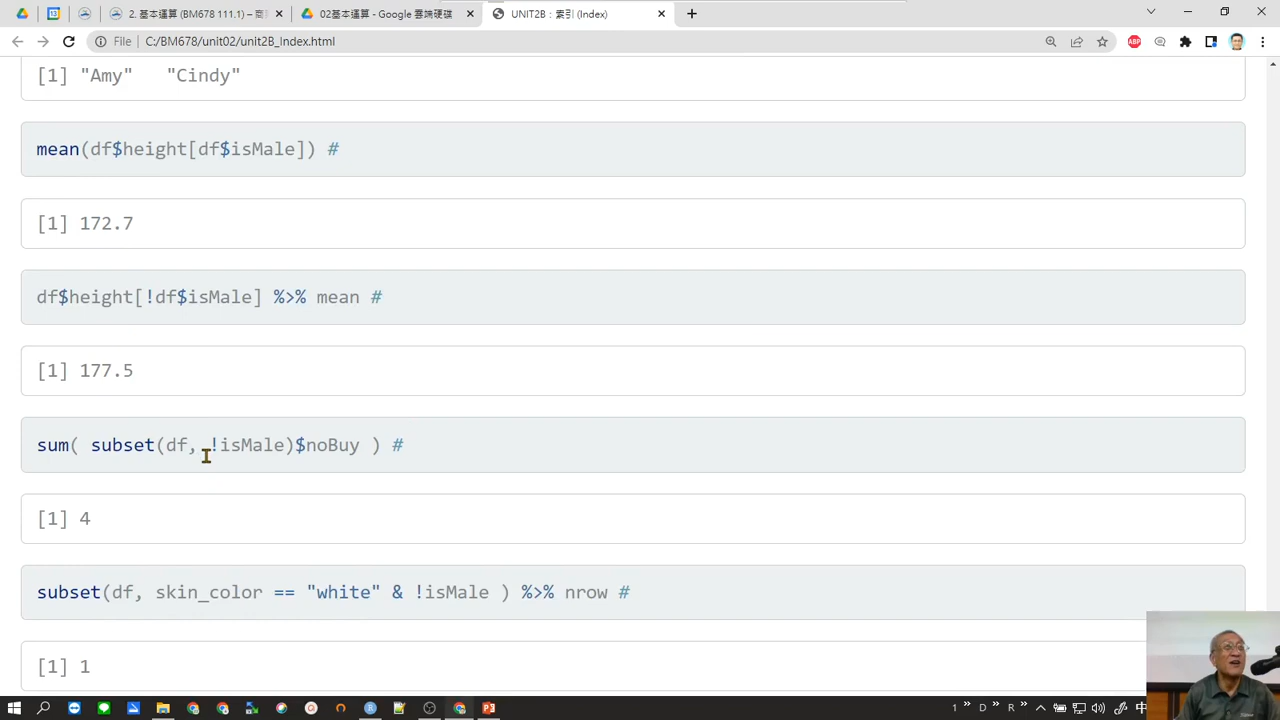 2. 基本運算 (BM678 111.1) – 商
02基本運算 - Google 雲端硬碟
UNIT2B：索引 (Index)
File
C:/BM678/unit02/unit2B_Index.html
ABP
[1] "Amy"   "Cindy"
mean(df$height[df$isMale]) #
[1] 172.7
df$height[!df$isMale] %>% mean #
[1] 177.5
sum( subset(df, !isMale)$noBuy ) #
[1] 4
subset(df, skin_color == "white" & !isMale ) %>% nrow #
[1] 1
1 » D » R » 中